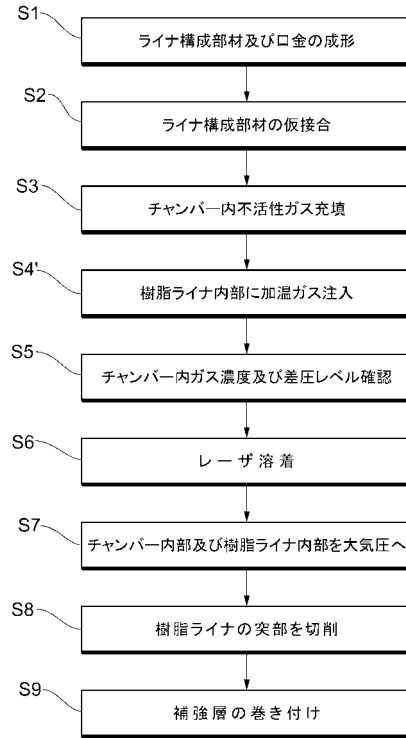 S1
ライナ構成部材及び口金の成形
S2
ライナ構成部材の仮接合
S3
チャンバー内不活性ガス充填
S4'
樹脂ライナ内部に加温ガス注入
S5
チャンバー内ガス濃度及び差圧レベル確認
S6
レーザ溶着
S7
チャンバー内部及び樹脂ライナ内部を大気圧へ
S8
樹脂ライナの突部を切削
S9
補強層の巻き付け